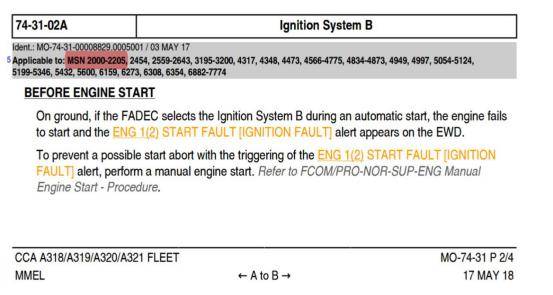 74-31-02A Ignition System B
Ident.: MO-74-31-00008829.0005001 / 03 MAY 17
5 Applicable to: MSN 2000-2205, 2454, 2559-2643, 3195-3200, 4317, 4348, 4473, 4566-4775, 4834-4873, 4949, 4997, 5054-5124,
5199-5346, 5432, 5600, 6159, 6273, 6308, 6354, 6882-7774
BEFORE ENGINE START
On ground, if the FADEC selects the Ignition System B during an automatic start, the engine fails
to start and the ENG 1(2) START FAULT [IGNITION FAULT] alert appears on the EWD.
To prevent a possible start abort with the triggering of the ENG 1(2) START FAULT [IGNITION
FAULT] alert, perform a manual engine start. Refer to FCOM/PRO-NOR-SUP-ENG Manual
Engine Start - Procedure.
CCA A318/A319/A320/A321 FLEET MO-74-31 P 2/4
MMEL ← A to B → 17 MAY 18